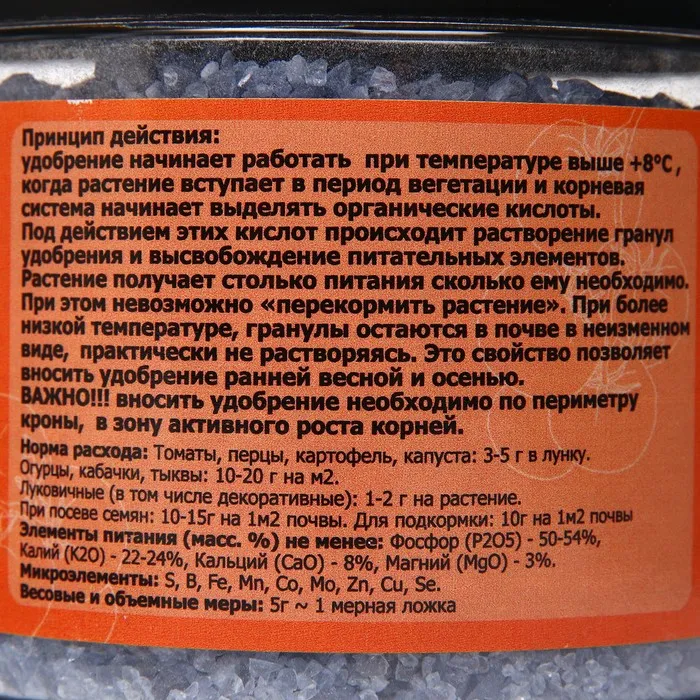 Принцип действия:
удобрение начинает работать при температуре выше +8°С,
когда растение вступает в период вегетации и корневая
система начинает выделять органические кислоты.
Под действием этих кислот происходит растворение гранул
удобрения и высвобождение питательных элементов.
Растение получает столько питания сколько ему необходимо.
При этом невозможно «перекормить растение». При более
низкой температуре, гранулы остаются в почве в неизменном
виде, практически не растворяясь. Это свойство позволяет
вносить удобрение ранней весной и осенью.
ВАЖНО!!! вносить удобрение необходимо по периметру
кроны, в зону активного роста корней.
Норма расхода: Томаты, перцы, картофель, капуста: 3-5 г в лунку.
Огурцы, кабачки, тыквы: 10-20 г на м2.
Луковичные (в том числе декоративные): 1-2 г на растение.
При посеве семян: 10-15г на 1м2 почвы. Для подкормки: 10г на 1м2 почвы
Элементы питания (масс. %) не менее: Фосфор (P2O5) - 50-54%,
Калий (K2O) - 22-24%, Кальций (CaO) - 8%, Магний (MgO) - 3%.
Микроэлементы: S, B, Fe, Mn, Co, Mo, Zn, Cu, Se.
Весовые и объемные меры: 5г ~ 1 мерная ложка